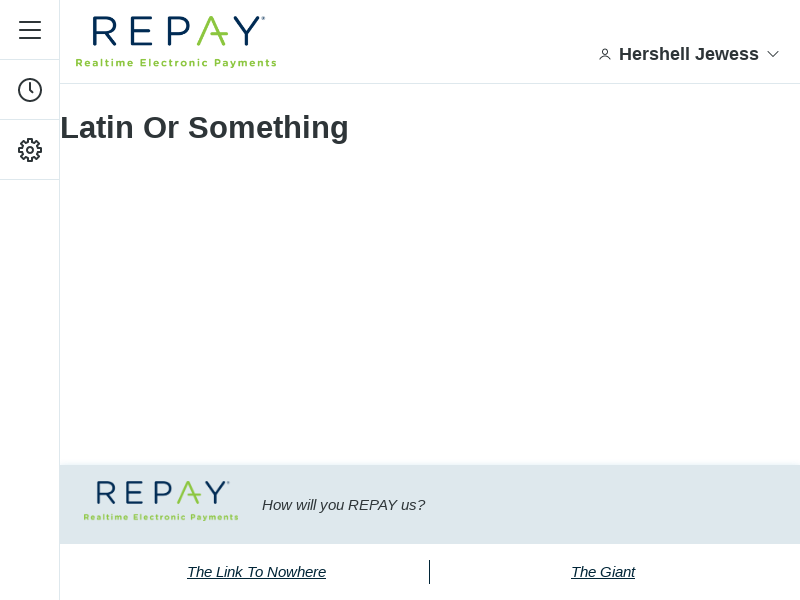 REPAY®
Realtime Electronic Payments
Hershell Jewess
Latin Or Something
REPAY®
Realtime Electronic Payments
How will you REPAY us?
The Link To Nowhere
The Giant